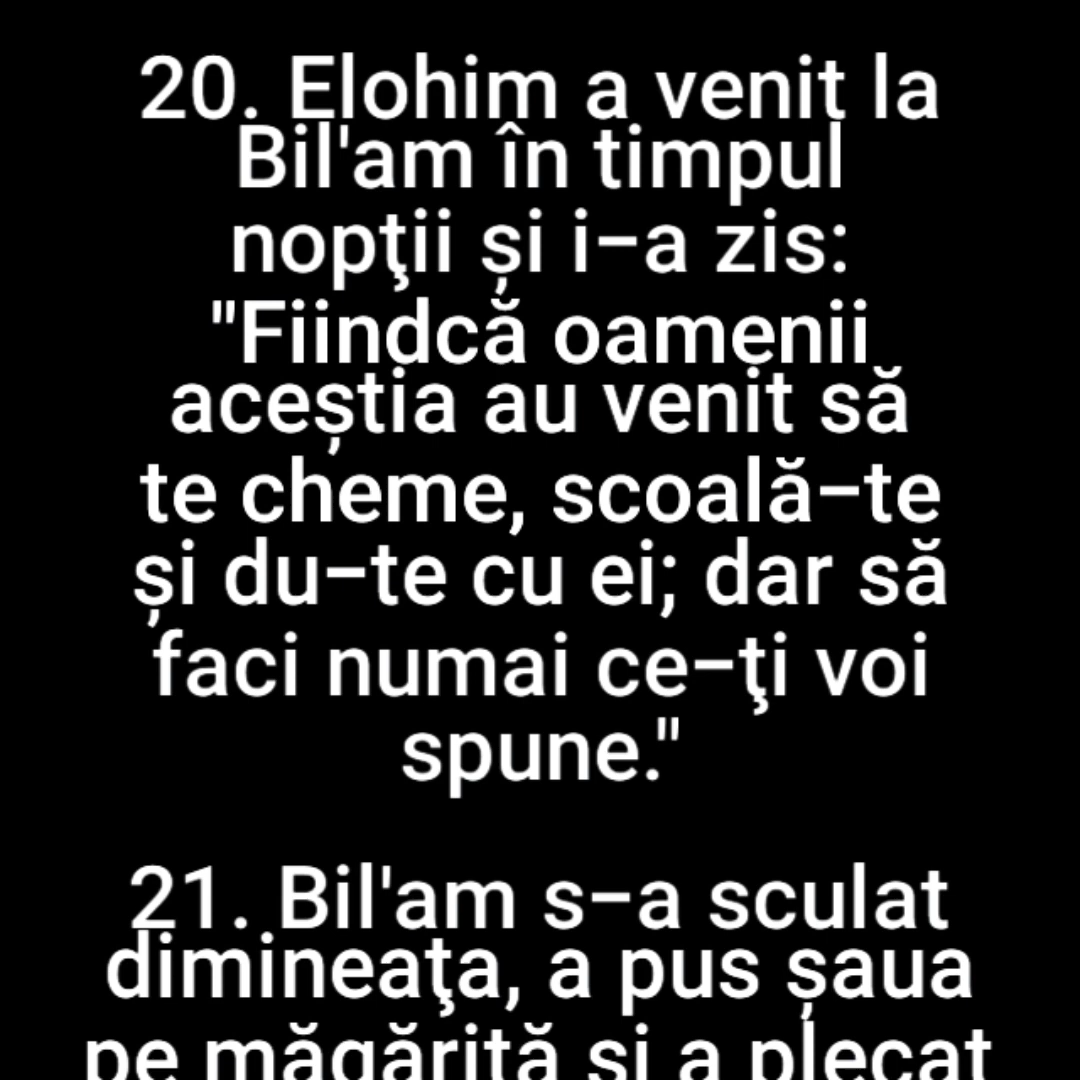 20. Elohim a venit la
Bil'am în timpul
nopţii și i-a zis:
"Fiindcă oamenii
aceștia au venit să
te cheme, scoală-te
și du-te cu ei; dar să
faci numai ce-ţi voi
spune."
21. Bil'am s-a sculat
dimineaţa, a pus șaua
pe măgăriță și a plecat